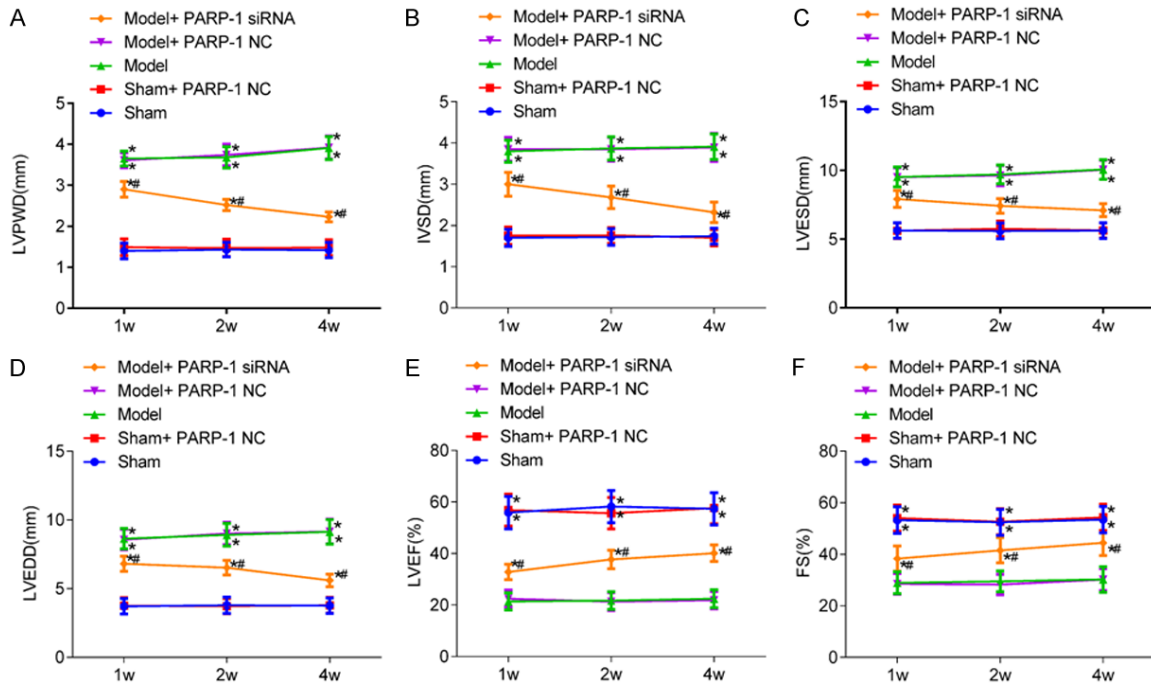 A
Model+ PARP-1 siRNA
Model+ PARP-1 NC
Model
Sham+ PARP-1 NC
Sham
LVPWD(mm)
5
4
3
2
1
0
* * *
* * *
*# *# *#
1w 2w 4w
B
Model+ PARP-1 siRNA
Model+ PARP-1 NC
Model
Sham+ PARP-1 NC
Sham
IVSD(mm)
5
4
3
2
1
0
* * *
* * *
*# *# *#
1w 2w 4w
C
Model+ PARP-1 siRNA
Model+ PARP-1 NC
Model
Sham+ PARP-1 NC
Sham
LVESD(mm)
15
10
5
0
* * *
* * *
*# *# *#
1w 2w 4w
D
Model+ PARP-1 siRNA
Model+ PARP-1 NC
Model
Sham+ PARP-1 NC
Sham
LVEDD(mm)
15
10
5
0
* * *
* * *
*# *# *#
1w 2w 4w
E
Model+ PARP-1 siRNA
Model+ PARP-1 NC
Model
Sham+ PARP-1 NC
Sham
LVEF(%)
80
60
40
20
0
* * *
* * *
*# *# *#
1w 2w 4w
F
Model+ PARP-1 siRNA
Model+ PARP-1 NC
Model
Sham+ PARP-1 NC
Sham
FS(%)
80
60
40
20
0
* * *
* * *
*# *# *#
1w 2w 4w